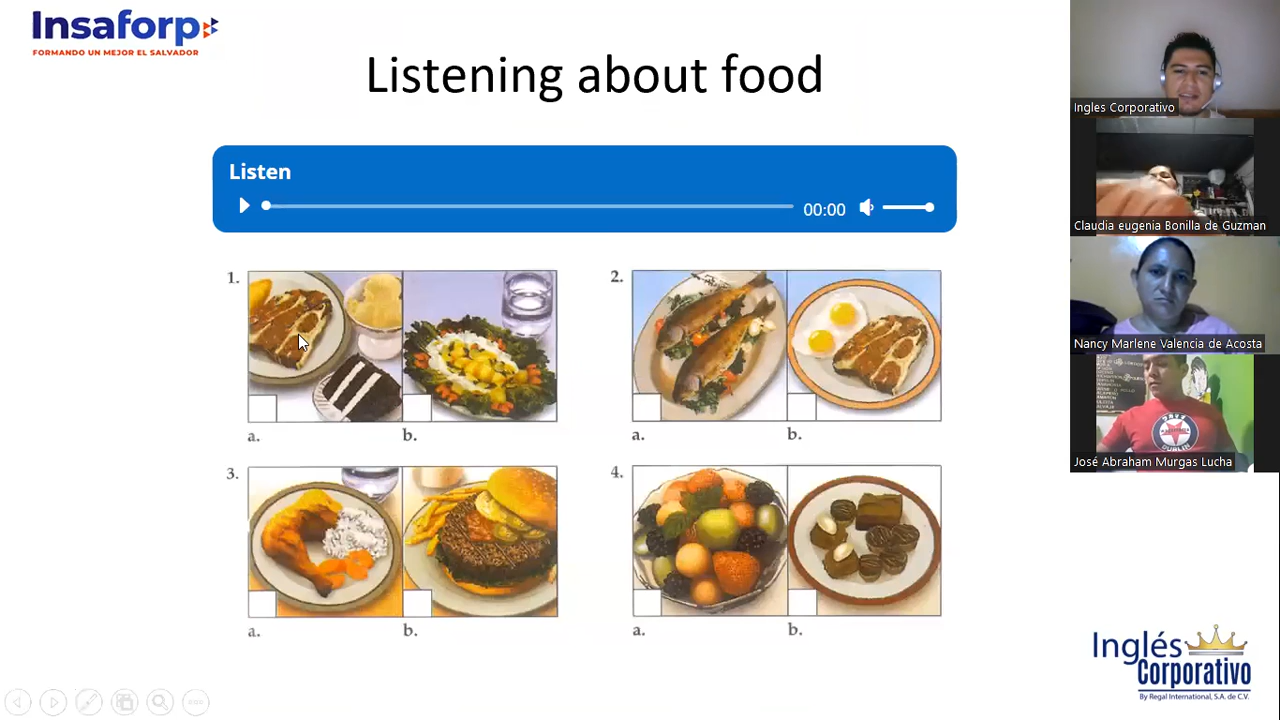 Insaforp
FORMANDO UN MEJOR EL SALVADOR
Listening about food
Listen
00:00
1.
2.
a.
b.
a.
b.
3.
4.
a.
b.
a.
b.
Ingles Corporativo
Claudia eugenia Bonilla de Guzman
Nancy Marlene Valencia de Acosta
José Abraham Murgas Lucha
Inglés
Corporativo
By Regal International, S.A. de C.V.